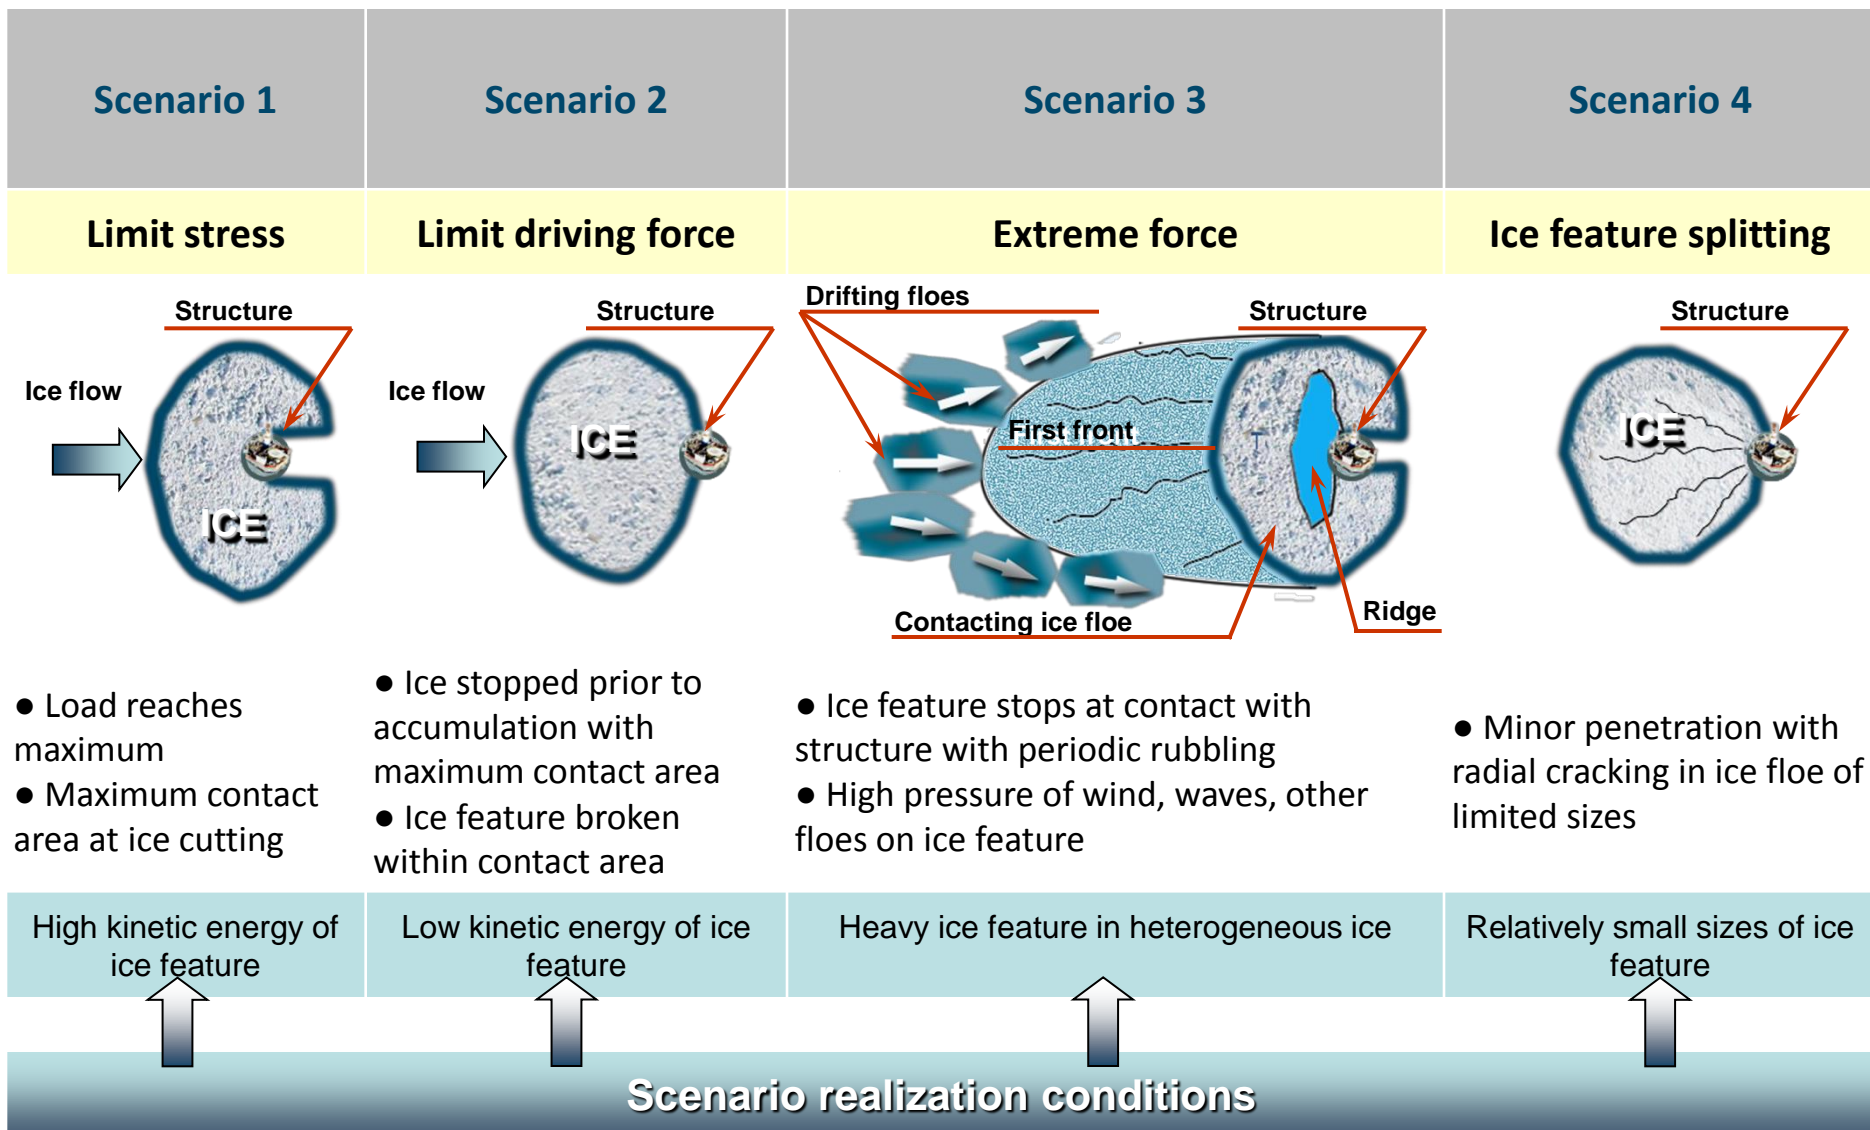 Scenario 1
Scenario 2
Scenario 3
Scenario 4
Limit stress
Limit driving force
Extreme force
Ice feature splitting
Structure
Ice flow
ICE
Structure
Ice flow
ICE
Drifting floes
Structure
First front
Contacting ice floe
Ridge
Structure
ICE
● Load reaches
maximum
● Maximum contact
area at ice cutting
● Ice stopped prior to
accumulation with
maximum contact area
● Ice feature broken
within contact area
● Ice feature stops at contact with
structure with periodic rubbling
● High pressure of wind, waves, other
floes on ice feature
● Minor penetration with
radial cracking in ice floe of
limited sizes
High kinetic energy of
ice feature
Low kinetic energy of ice
feature
Heavy ice feature in heterogeneous ice
Relatively small sizes of ice
feature
Scenario realization conditions